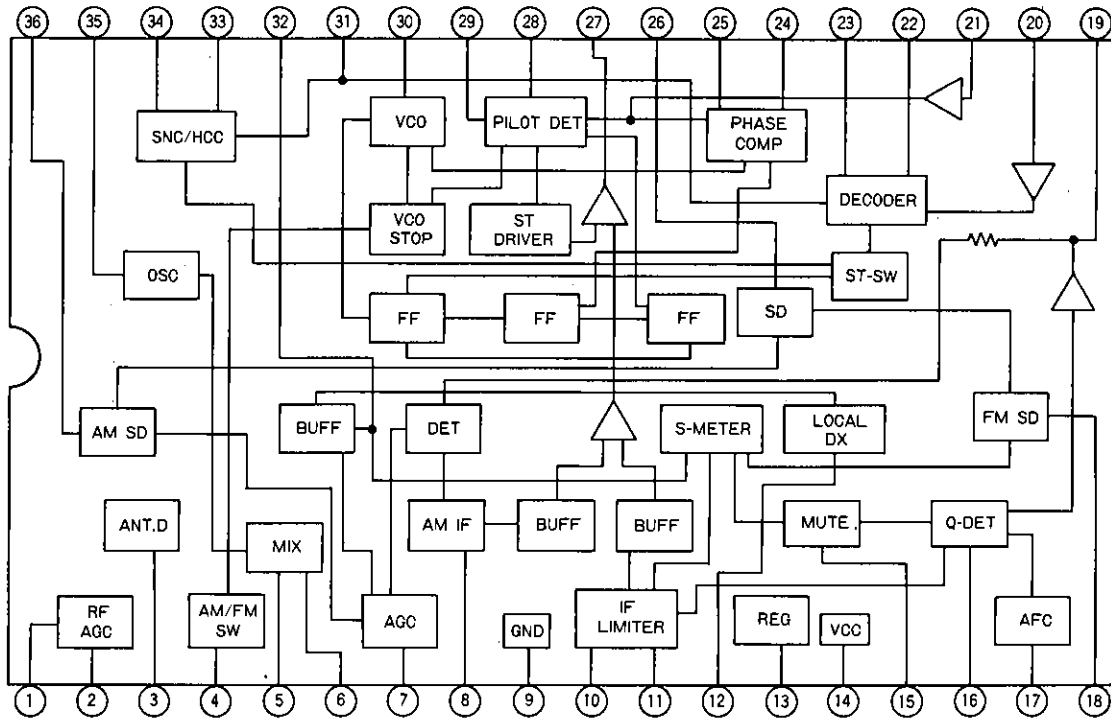 36 35 34 33 32 31 30 29 28 27 26 25 24 23 22 21 20 19
SNC/HCC
VCO
PILOT DET
PHASE
COMP
DECODER
VCO
STOP
ST
DRIVER
OSC
ST-SW
FF
FF
FF
SD
AM SD
BUFF
DET
S-METER
LOCAL
DX
FM SD
ANT.D
MIX
AM IF
BUFF
BUFF
MUTE
Q-DET
RF
AGC
AM/FM
SW
AGC
GND
IF
LIMITER
REG
VCC
AFC
1 2 3 4 5 6 7 8 9 10 11 12 13 14 15 16 17 18